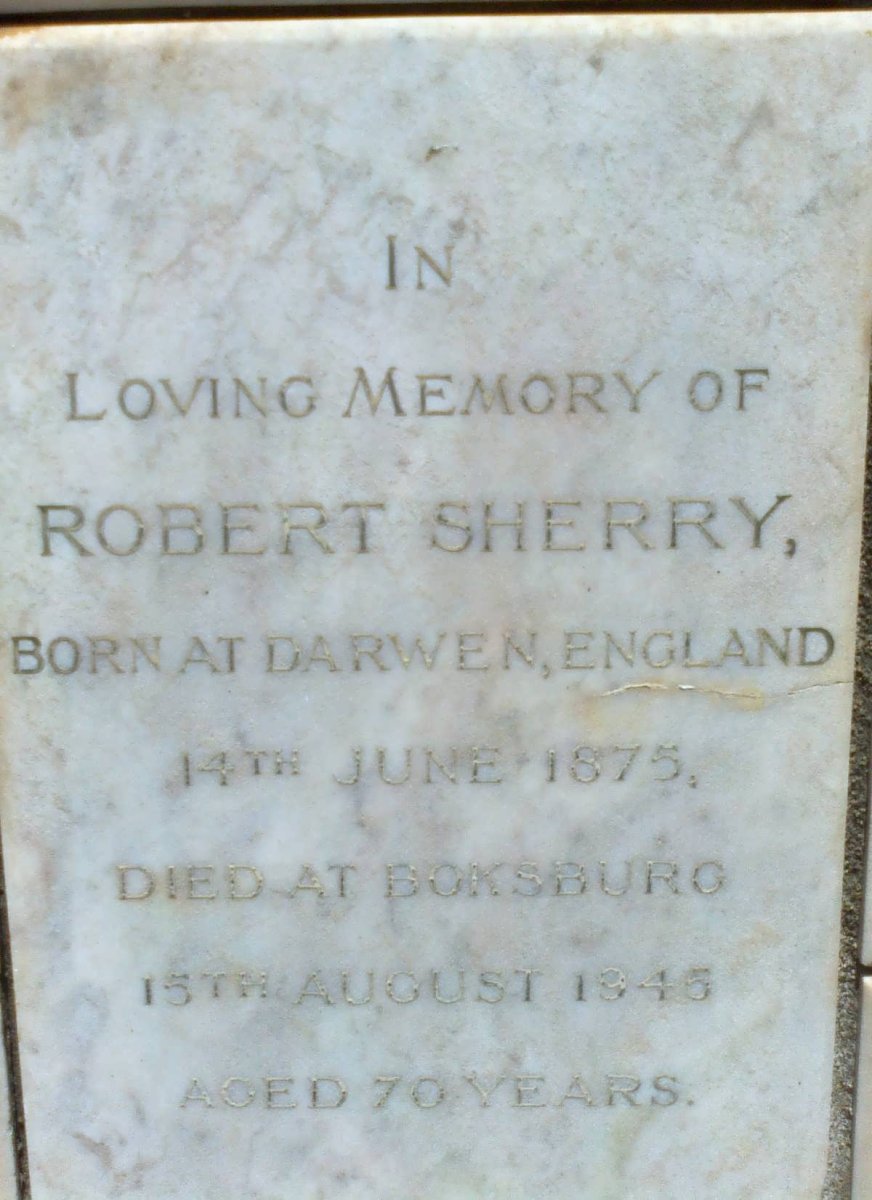 IN
LOVING MEMORY OF
ROBERT SHERRY,
BORN AT DARWEN, ENGLAND
14TH JUNE 1875.
DIED AT BOKSBURG
15TH AUGUST 1945
AGED 70 YEARS.